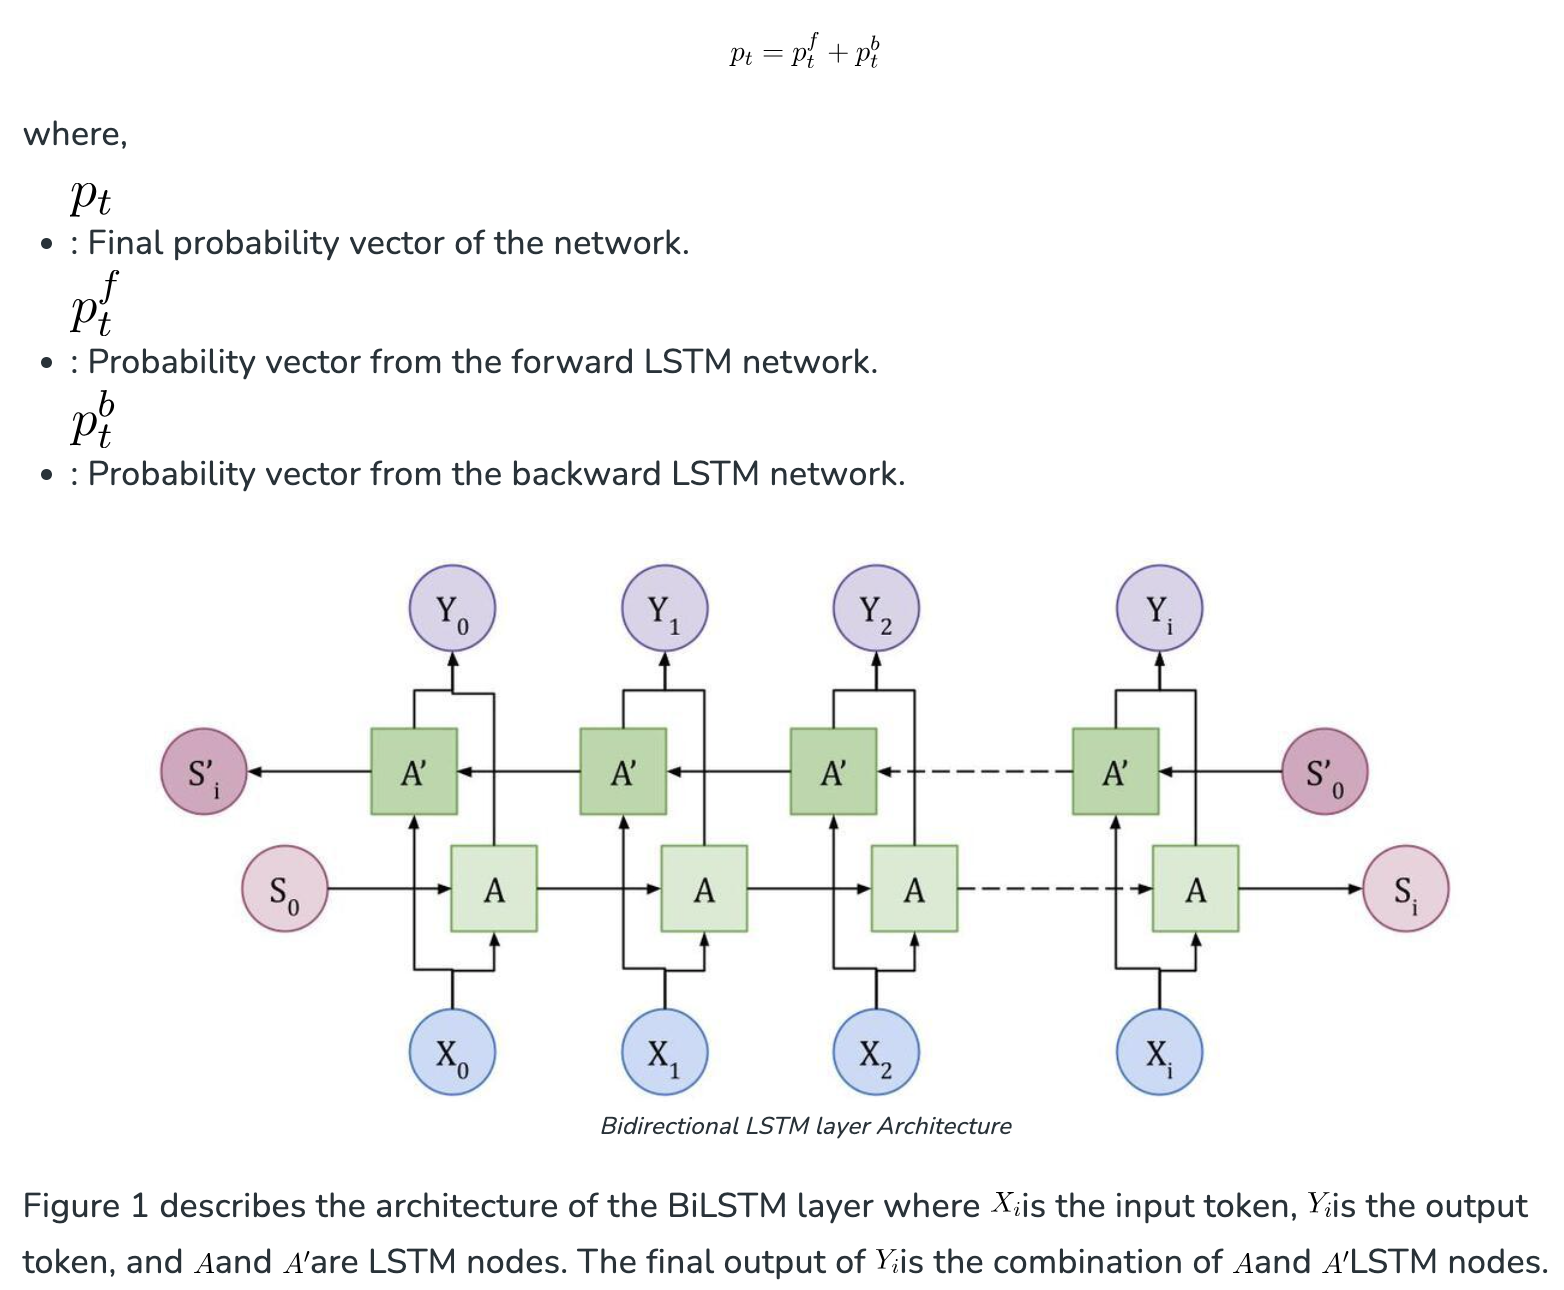 p_t = p_t^f + p_t^b
where,
p_t
• : Final probability vector of the network.
p_t^f
• : Probability vector from the forward LSTM network.
p_t^b
• : Probability vector from the backward LSTM network.
Y_0 Y_1 Y_2 Y_i
S'_i A' A' A' A' S'_0
S_0 A A A A S_i
X_0 X_1 X_2 X_i
Bidirectional LSTM layer Architecture
Figure 1 describes the architecture of the BiLSTM layer where X_i is the input token, Y_i is the output
token, and A and A' are LSTM nodes. The final output of Y_i is the combination of A and A' LSTM nodes.